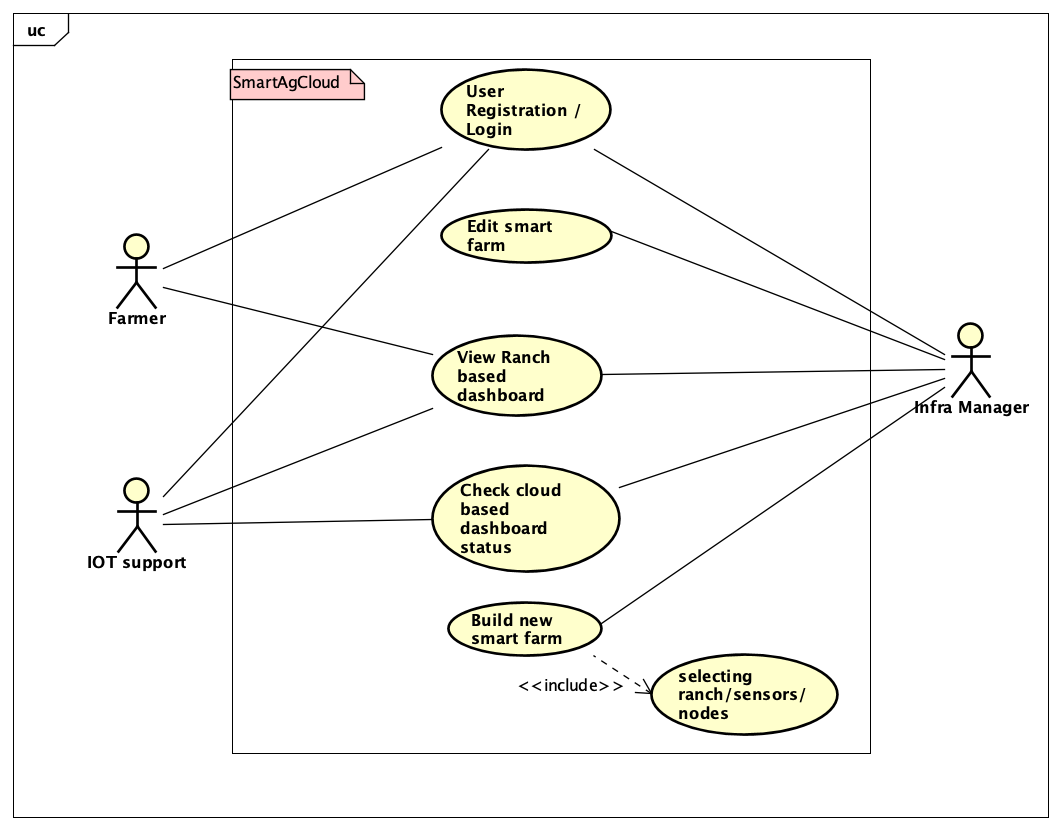 uc
SmartAgCloud
User
Registration /
Login
Edit smart
farm
Farmer
View Ranch
based
dashboard
Infra Manager
Check cloud
based
dashboard
status
IOT support
Build new
smart farm
<<include>>
selecting
ranch/sensors/
nodes